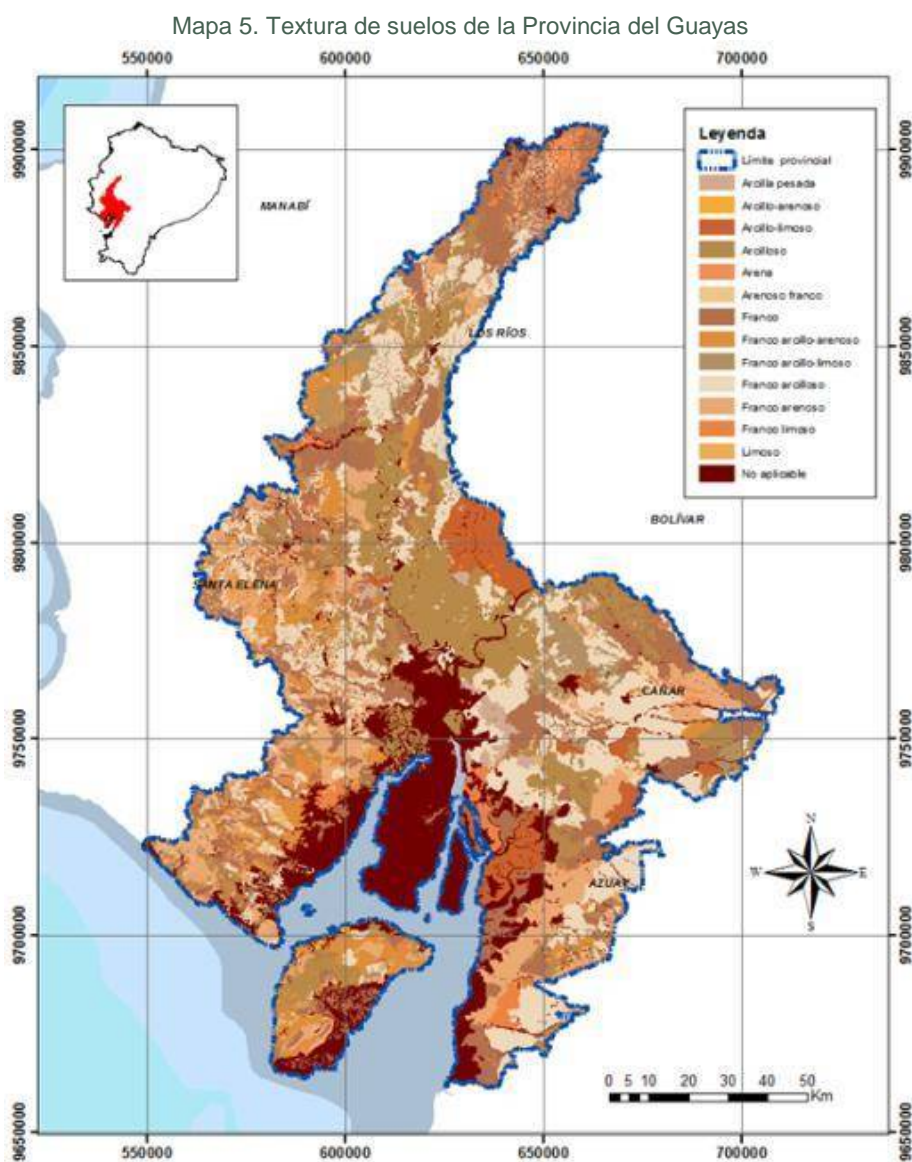 Mapa 5. Textura de suelos de la Provincia del Guayas
550000 600000 650000 700000
9900000
9850000
9800000
9750000
9700000
9650000
MANABÍ
LOS RÍOS
BOLÍVAR
SANTA ELENA
CAÑAR
AZUAY
Leyenda
Límite provincial
Arcilla pesada
Arcillo-arenoso
Arcillo-limoso
Arcilloso
Arena
Arenoso franco
Franco
Franco arcillo-arenoso
Franco arcillo-limoso
Franco arcilloso
Franco arenoso
Franco limoso
Limoso
No aplicable
N
W E
S
0 5 10 20 30 40 50
Km
9900000
9850000
9800000
9750000
9700000
9650000
550000 600000 650000 700000